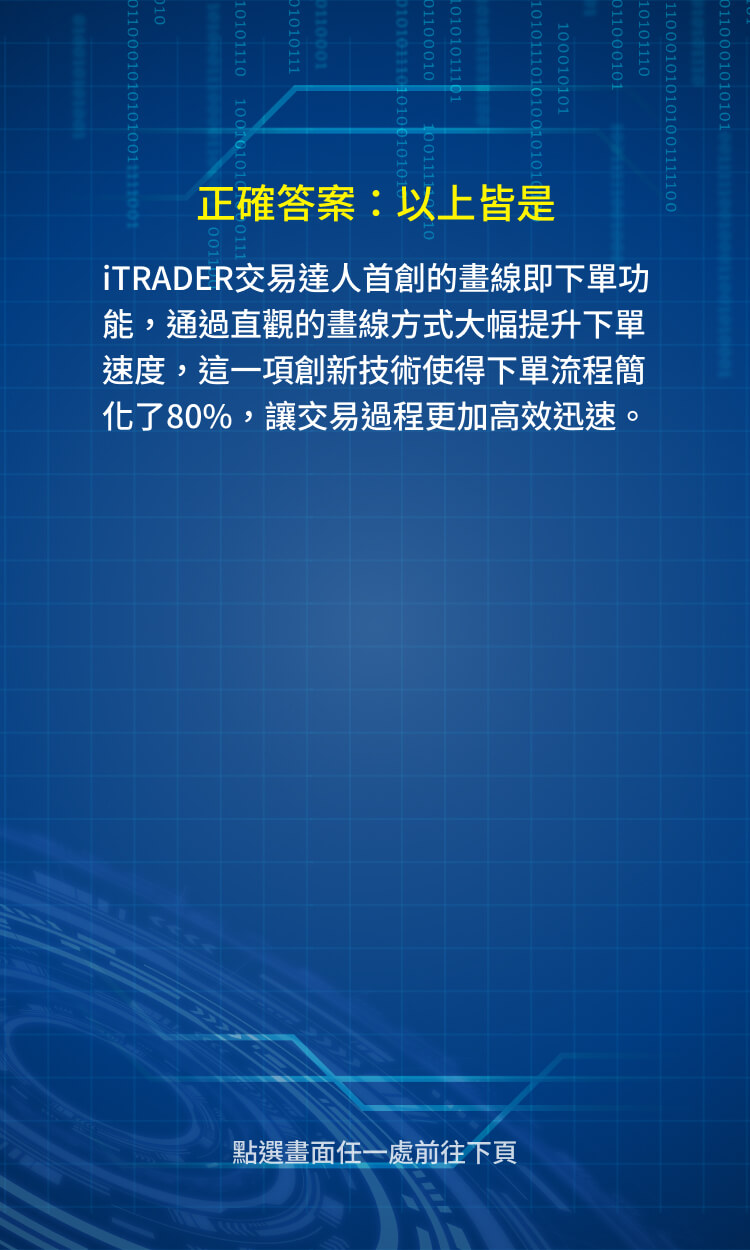 正確答案：以上皆是
iTRADER交易達人首創的畫線即下單功
能，通過直觀的畫線方式大幅提升下單
速度，這一項創新技術使得下單流程簡
化了80%，讓交易過程更加高效迅速。
點選畫面任一處前往下頁